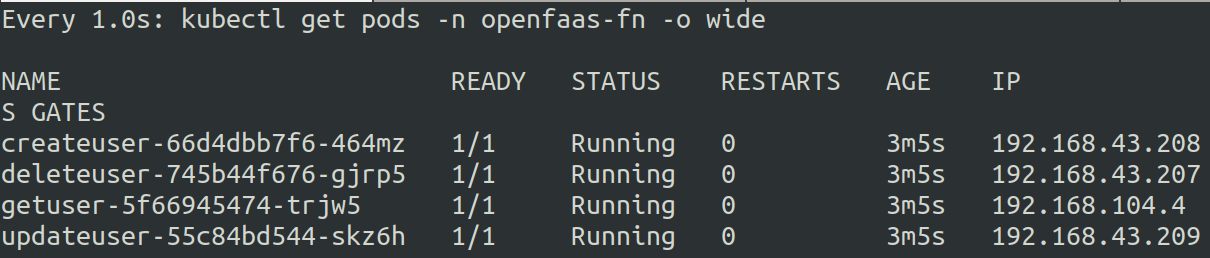 Every 1.0s: kubectl get pods -n openfaas-fn -o wide
NAME READY STATUS RESTARTS AGE IP
S GATES
createuser-66d4dbb7f6-464mz 1/1 Running 0 3m5s 192.168.43.208
deleteuser-745b44f676-gjrp5 1/1 Running 0 3m5s 192.168.43.207
getuser-5f66945474-trjw5 1/1 Running 0 3m5s 192.168.104.4
updateuser-55c84bd544-skz6h 1/1 Running 0 3m5s 192.168.43.209